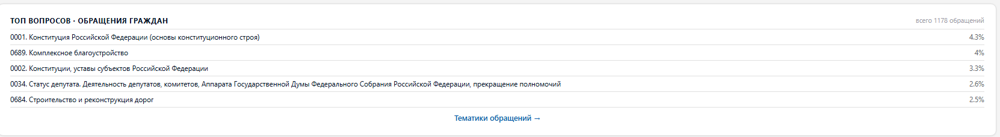 ТОП ВОПРОСОВ · ОБРАЩЕНИЯ ГРАЖДАН всего 1178 обращений
0001. Конституция Российской Федерации (основы конституционного строя) 4.3%
0689. Комплексное благоустройство 4%
0002. Конституции, уставы субъектов Российской Федерации 3.3%
0034. Статус депутата. Деятельность депутатов, комитетов, Аппарата Государственной Думы Федерального Собрания Российской Федерации, прекращение полномочий 2.6%
0684. Строительство и реконструкция дорог 2.5%
Тематики обращений →